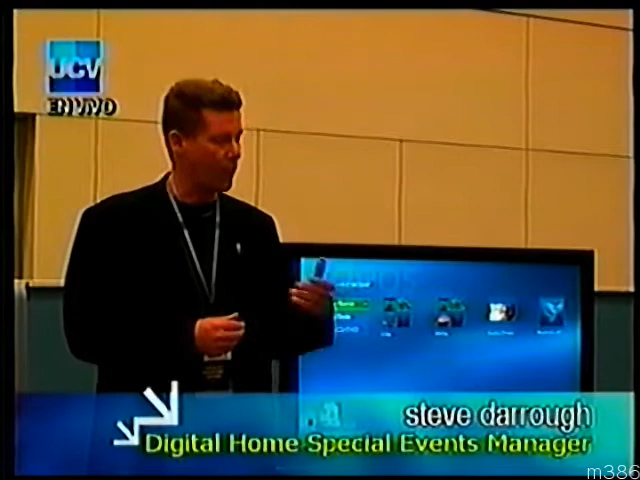 UCV
EN VIVO
steve darrough
Digital Home Special Events Manager
m386